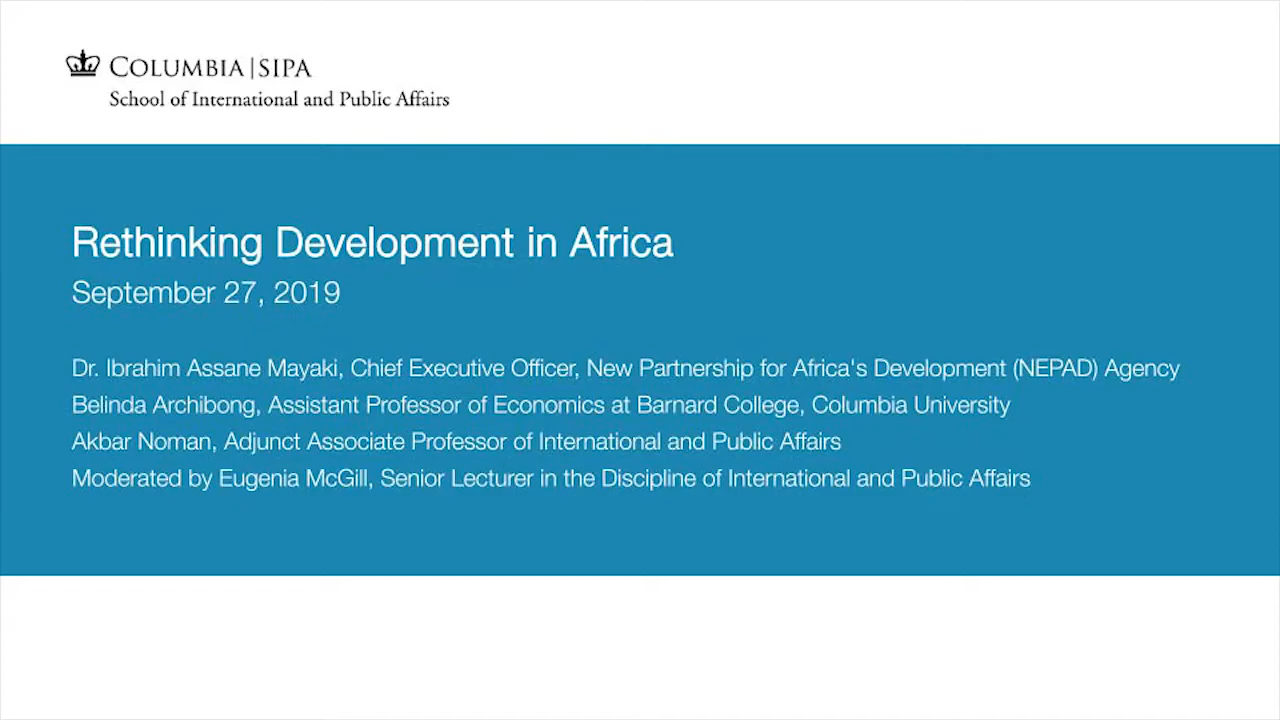 COLUMBIA | SIPA
School of International and Public Affairs
Rethinking Development in Africa
September 27, 2019
Dr. Ibrahim Assane Mayaki, Chief Executive Officer, New Partnership for Africa's Development (NEPAD) Agency
Belinda Archibong, Assistant Professor of Economics at Barnard College, Columbia University
Akbar Noman, Adjunct Associate Professor of International and Public Affairs
Moderated by Eugenia McGill, Senior Lecturer in the Discipline of International and Public Affairs